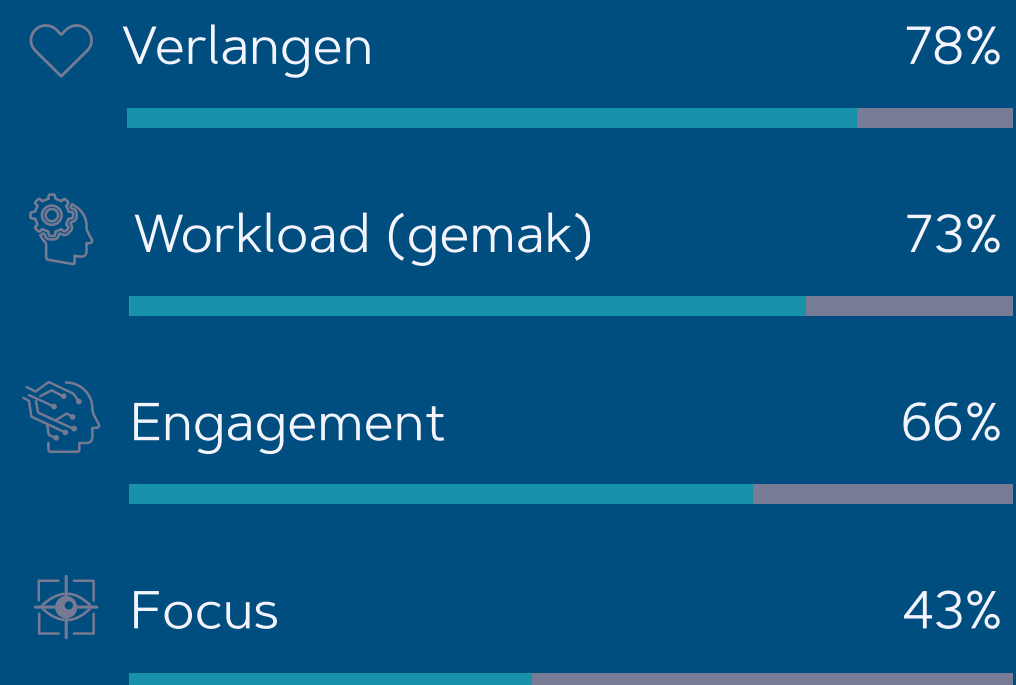 Verlangen 78%
Workload (gemak) 73%
Engagement 66%
Focus 43%